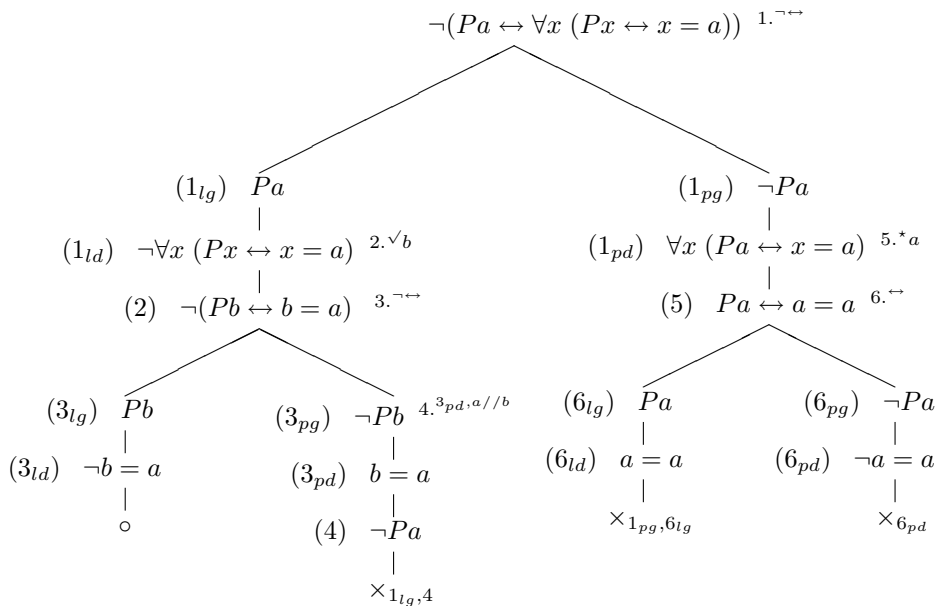 ¬(Pa ↔ ∀x (Px ↔ x = a)) 1.¬↔
(1lg) Pa (1pg) ¬Pa
(1ld) ¬∀x (Px ↔ x = a) 2.√b (1pd) ∀x (Pa ↔ x = a) 5.⋆a
(2) ¬(Pb ↔ b = a) 3.¬↔ (5) Pa ↔ a = a 6.↔
(3lg) Pb (3pg) ¬Pb 4.3pd,a//b (6lg) Pa (6pg) ¬Pa
(3ld) ¬b = a (3pd) b = a (6ld) a = a (6pd) ¬a = a
∘ (4) ¬Pa ×1pg,6lg ×6pd
×1lg,4